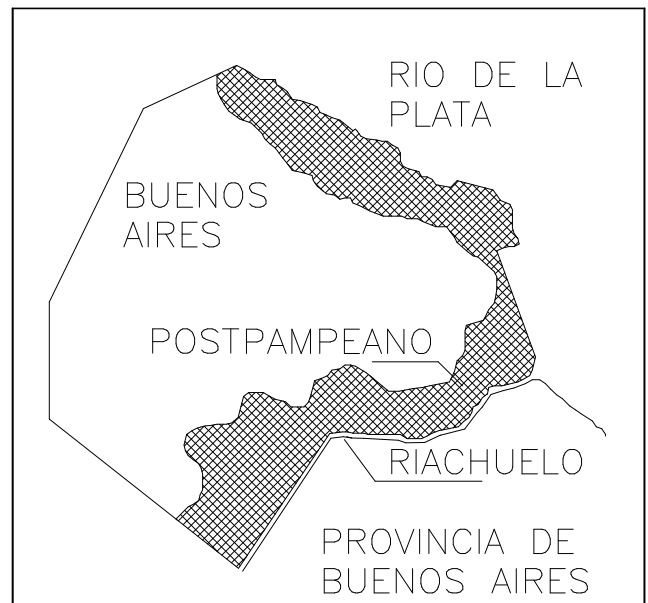 RIO DE LA
PLATA
BUENOS
AIRES
POSTPAMPEANO
RIACHUELO
PROVINCIA DE
BUENOS AIRES